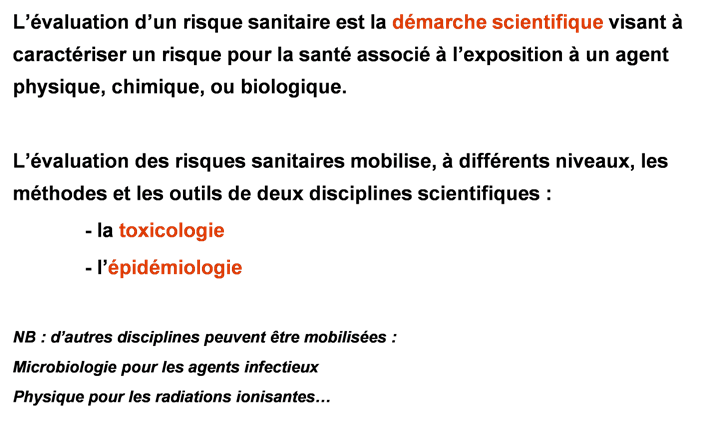 L’évaluation d’un risque sanitaire est la démarche scientifique visant à
caractériser un risque pour la santé associé à l’exposition à un agent
physique, chimique, ou biologique.
L’évaluation des risques sanitaires mobilise, à différents niveaux, les
méthodes et les outils de deux disciplines scientifiques :
- la toxicologie
- l’épidémiologie
NB : d’autres disciplines peuvent être mobilisées :
Microbiologie pour les agents infectieux
Physique pour les radiations ionisantes…